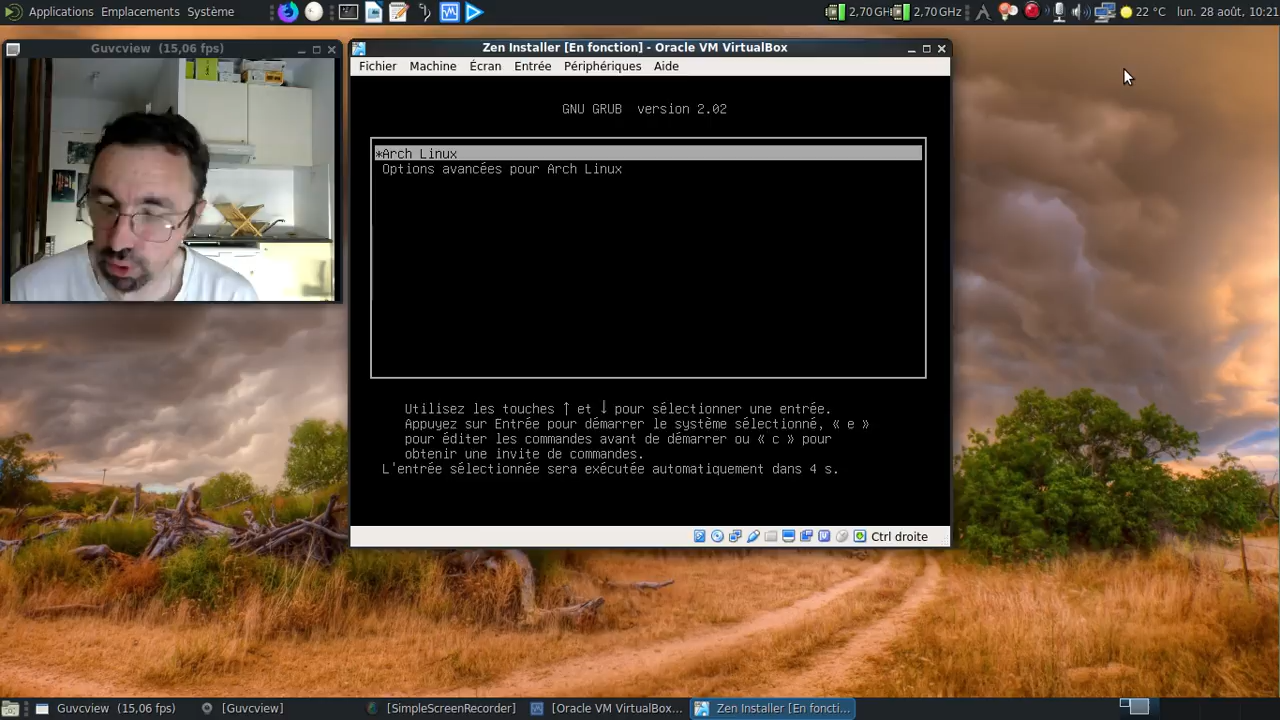 Applications Emplacements Système
2,70 GHz 2,70 GHz 22 °C lun. 28 août, 10:21
Guvcview (15,06 fps)
Zen Installer [En fonction] - Oracle VM VirtualBox
Fichier Machine Écran Entrée Périphériques Aide
GNU GRUB version 2.02
*Arch Linux
Options avancées pour Arch Linux
Utilisez les touches ↑ et ↓ pour sélectionner une entrée.
Appuyez sur Entrée pour démarrer le système sélectionné, « e »
pour éditer les commandes avant de démarrer ou « c » pour
obtenir une invite de commandes.
L'entrée sélectionnée sera exécutée automatiquement dans 4 s.
Ctrl droite
Guvcview (15,06 fps) [Guvcview] [SimpleScreenRecorder] [Oracle VM VirtualBox... Zen Installer [En foncti...